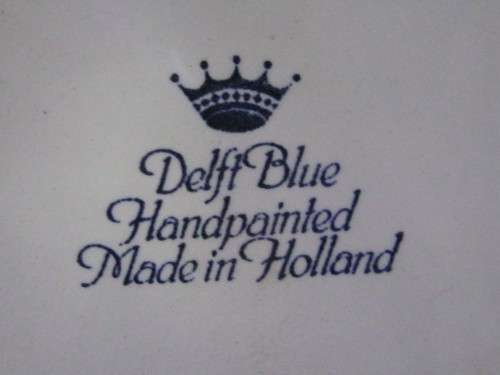 Delft Blue
Handpainted
Made in Holland